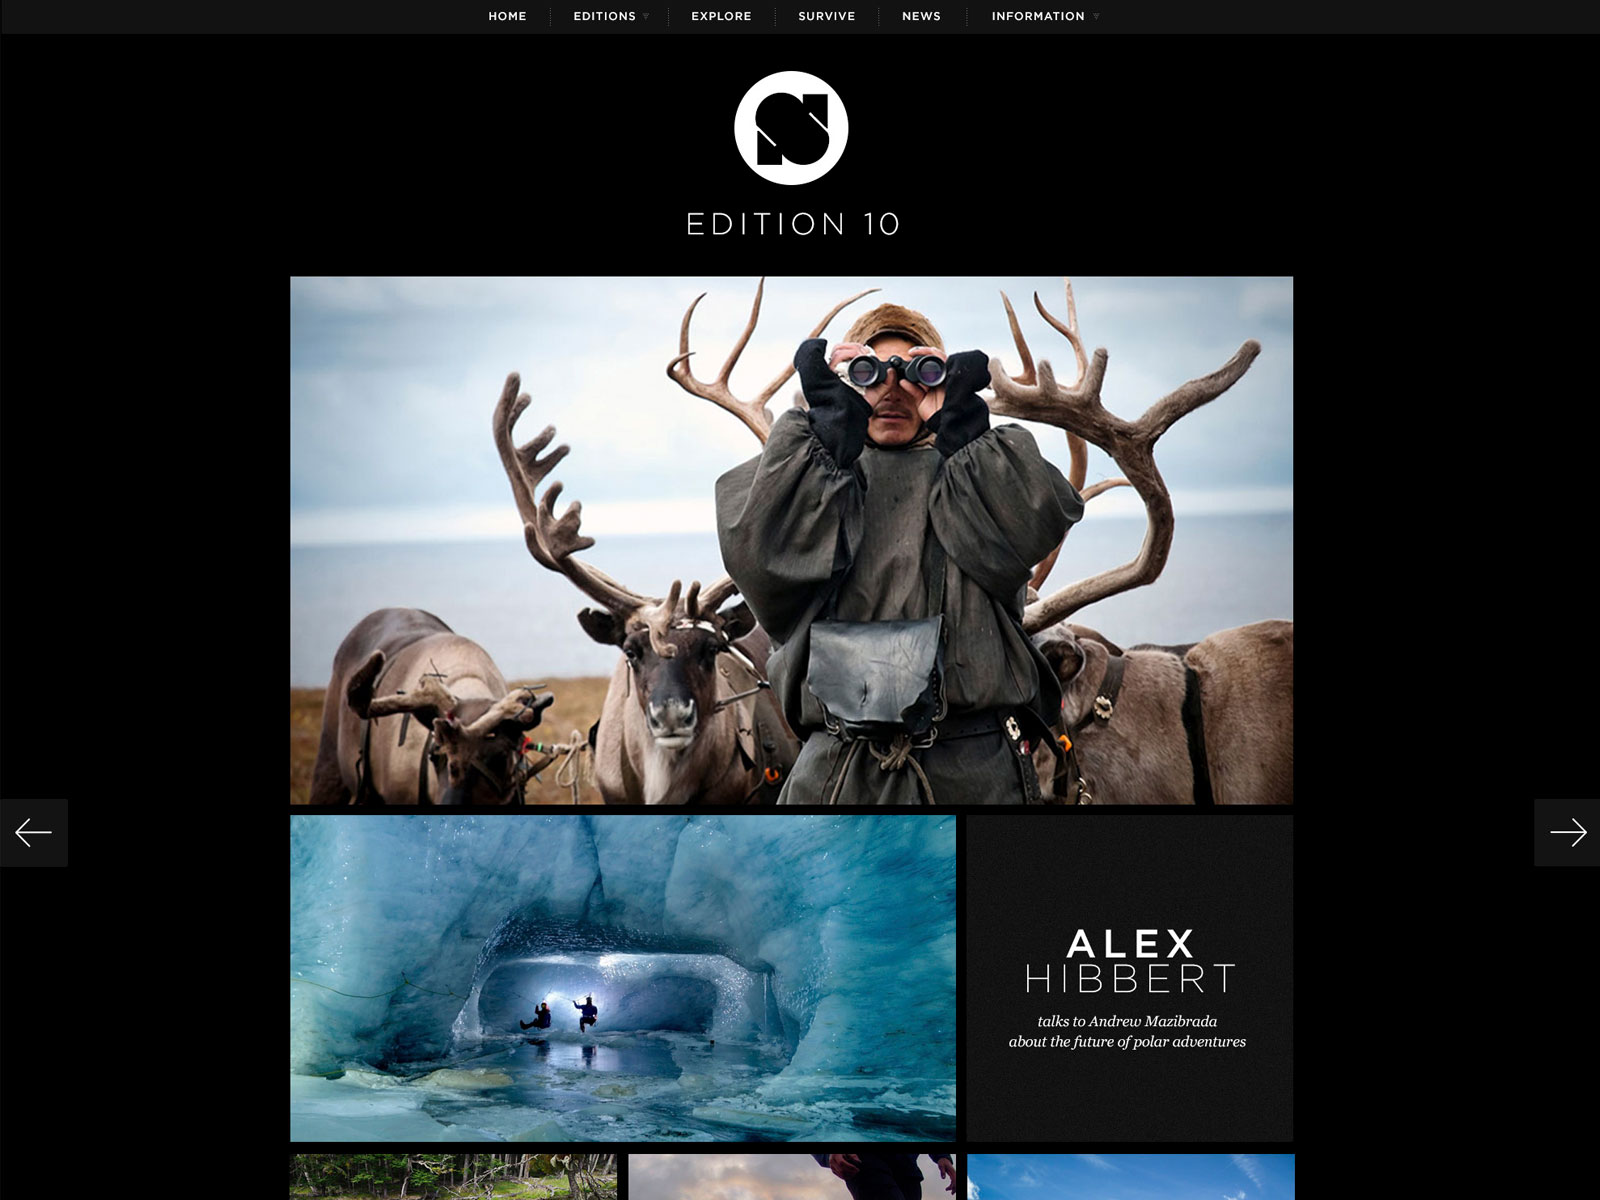 HOME EDITIONS EXPLORE SURVIVE NEWS INFORMATION
EDITION 10
ALEX
HIBBERT
talks to Andrew Mazibrada
about the future of polar adventures